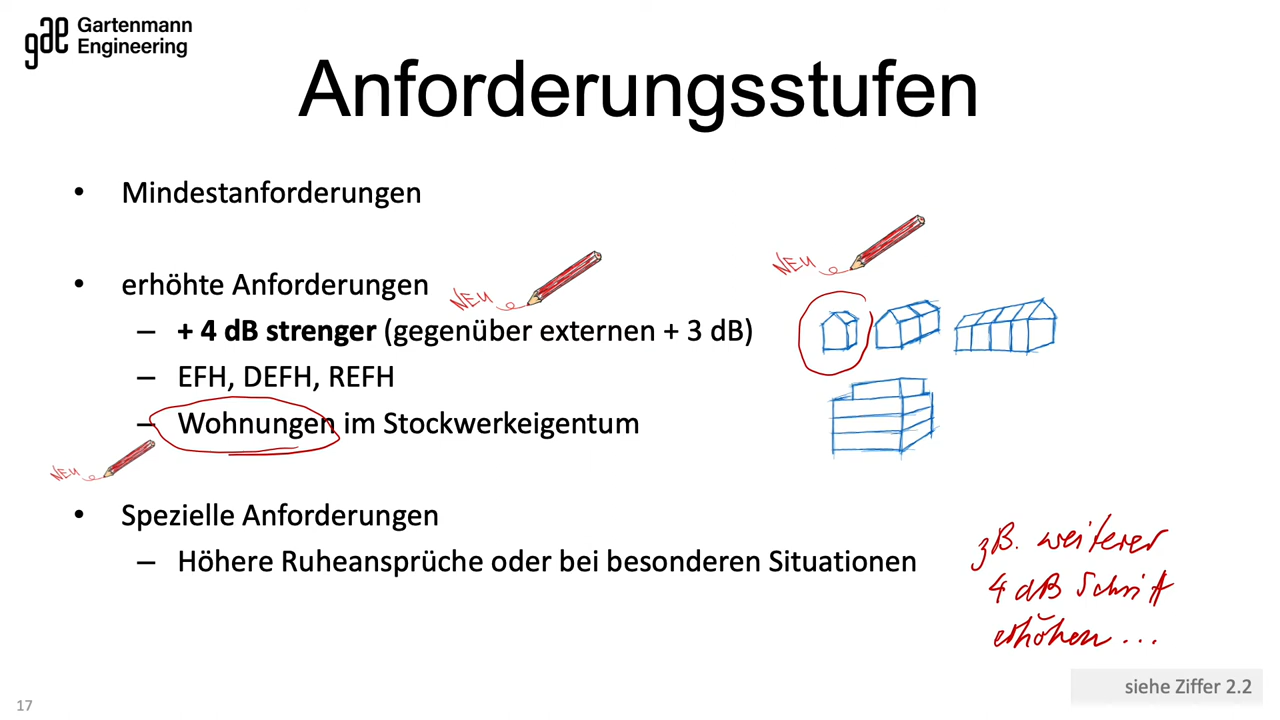 gae Gartenmann
Engineering
Anforderungsstufen
• Mindestanforderungen
• erhöhte Anforderungen
NEU
NEU
– + 4 dB strenger (gegenüber externen + 3 dB)
– EFH, DEFH, REFH
– Wohnungen im Stockwerkeigentum
NEU
• Spezielle Anforderungen
– Höhere Ruheansprüche oder bei besonderen Situationen
zB. weiterer
4 dB Schritt
erhöhen...
siehe Ziffer 2.2
17